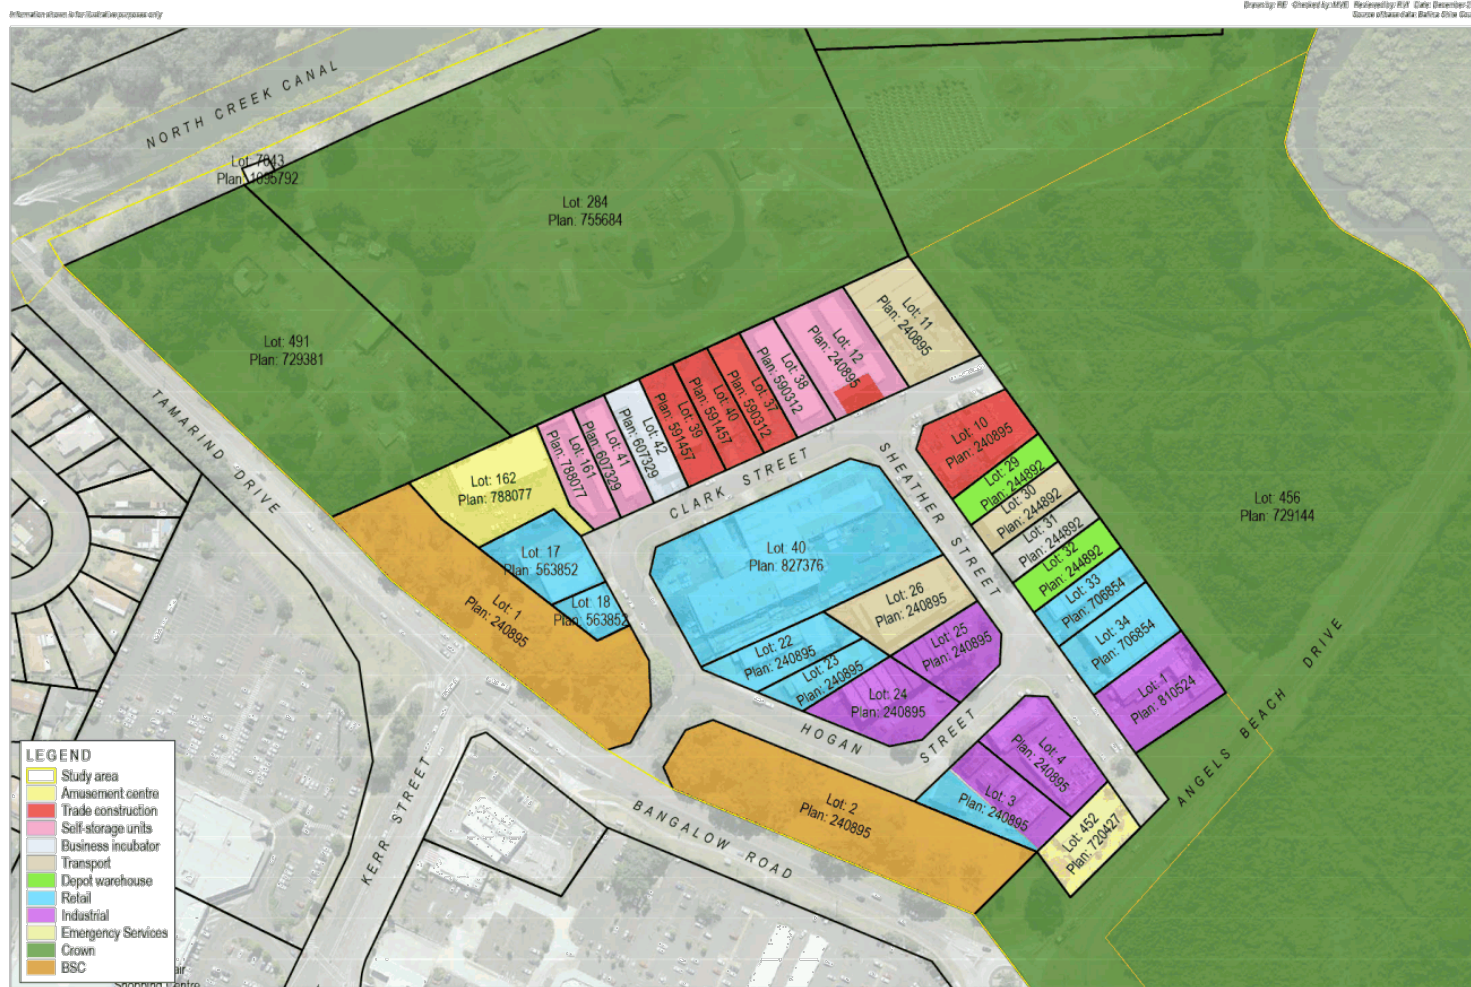 Information shown is for illustrative purposes only
NORTH CREEK CANAL
Lot: 7043
Plan: 1095792
Lot: 284
Plan: 755684
Lot: 491
Plan: 729381
Lot: 11
Plan: 240895
Lot: 12
Plan: 240895
Lot: 38
Plan: 590312
Lot: 37
Plan: 590312
Lot: 40
Plan: 591457
Lot: 39
Plan: 591457
Lot: 42
Plan: 607329
Lot: 41
Plan: 607329
Lot: 161
Plan: 788077
Lot: 162
Plan: 788077
TAMARIND DRIVE
CLARK STREET
SHEATHER STREET
Lot: 10
Plan: 240895
Lot: 29
Plan: 244892
Lot: 30
Plan: 244892
Lot: 31
Plan: 244892
Lot: 32
Plan: 244892
Lot: 33
Plan: 706854
Lot: 34
Plan: 706854
Lot: 1
Plan: 810524
Lot: 456
Plan: 729144
Lot: 17
Plan: 563852
Lot: 18
Plan: 563852
Lot: 1
Plan: 240895
Lot: 40
Plan: 827376
Lot: 26
Plan: 240895
Lot: 25
Plan: 240895
Lot: 22
Plan: 240895
Lot: 23
Plan: 240895
Lot: 24
Plan: 240895
HOGAN STREET
Lot: 4
Plan: 240895
Lot: 3
Plan: 240895
Lot: 452
Plan: 720427
Lot: 2
Plan: 240895
ANGELS BEACH DRIVE
BANGALOW ROAD
KERR STREET
LEGEND
Study area
Amusement centre
Trade construction
Self-storage units
Business incubator
Transport
Depot warehouse
Retail
Industrial
Emergency Services
Crown
BSC